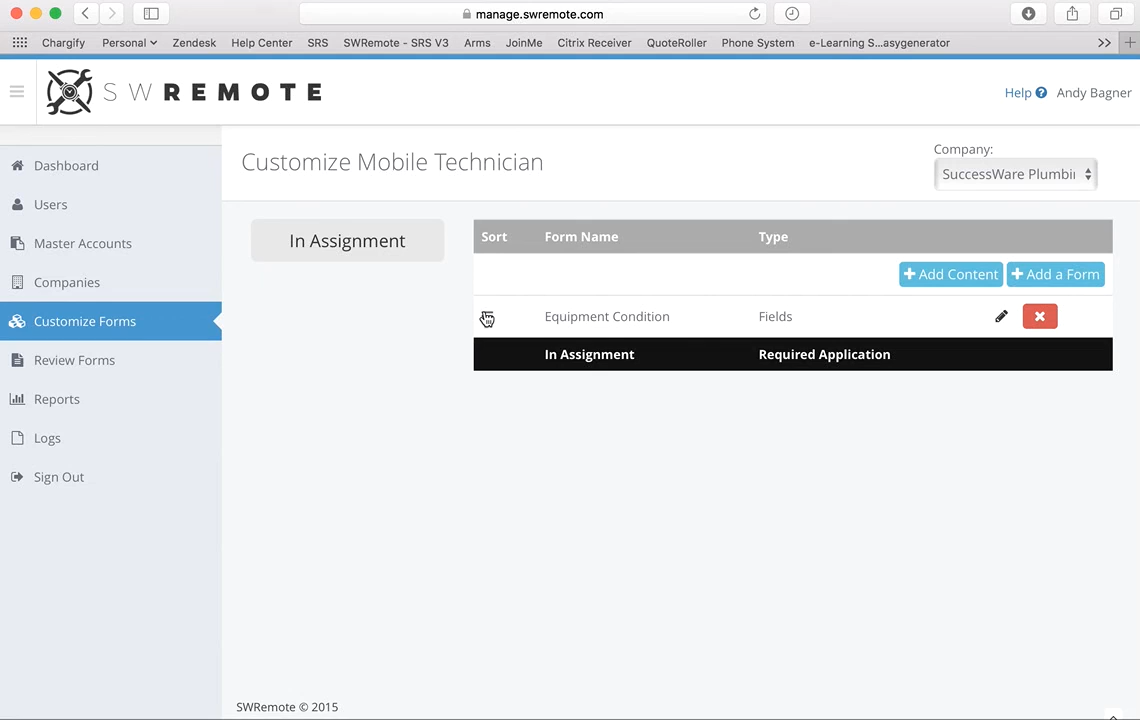 manage.swremote.com
Chargify Personal Zendesk Help Center SRS SWRemote - SRS V3 Arms JoinMe Citrix Receiver QuoteRoller Phone System e-Learning S...asygenerator
SWREMOTE
Help ? Andy Bagner
Customize Mobile Technician
Company:
SuccessWare Plumbin
Dashboard
Users
Master Accounts
Companies
Customize Forms
Review Forms
Reports
Logs
Sign Out
In Assignment
Sort Form Name Type
Add Content Add a Form
Equipment Condition Fields
In Assignment Required Application
SWRemote © 2015